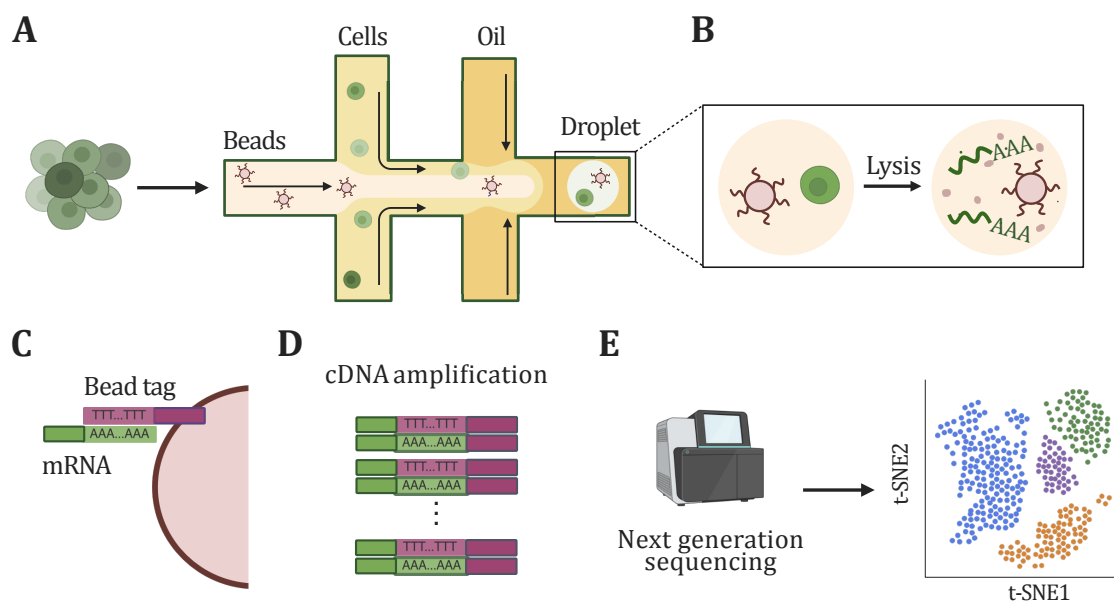 A
Cells
Oil
Beads
Droplet
B
Lysis
AAA
AAA
C
Bead tag
TTT...TTT
AAA...AAA
mRNA
D
cDNA amplification
TTT...TTT
AAA...AAA
TTT...TTT
AAA...AAA
TTT...TTT
AAA...AAA
E
Next generation
sequencing
t-SNE2
t-SNE1